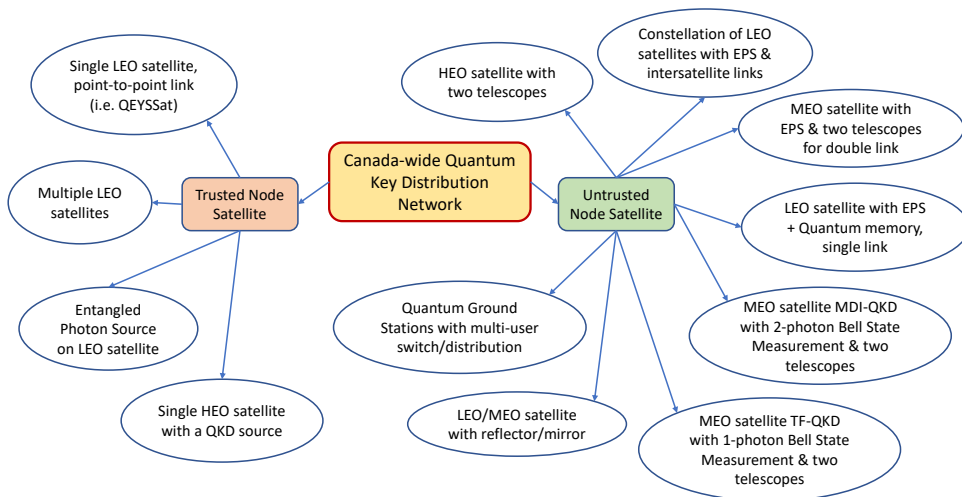 Single LEO satellite,
point-to-point link
(i.e. QEYSSat)
HEO satellite with
two telescopes
Constellation of LEO
satellites with EPS &
intersatellite links
MEO satellite with
EPS & two telescopes
for double link
Canada-wide Quantum
Key Distribution
Network
Multiple LEO
satellites
Trusted Node
Satellite
Untrusted
Node Satellite
LEO satellite with EPS
+ Quantum memory,
single link
Entangled
Photon Source
on LEO satellite
Quantum Ground
Stations with multi-user
switch/distribution
MEO satellite MDI-QKD
with 2-photon Bell State
Measurement & two
telescopes
Single HEO satellite
with a QKD source
LEO/MEO satellite
with reflector/mirror
MEO satellite TF-QKD
with 1-photon Bell State
Measurement & two
telescopes